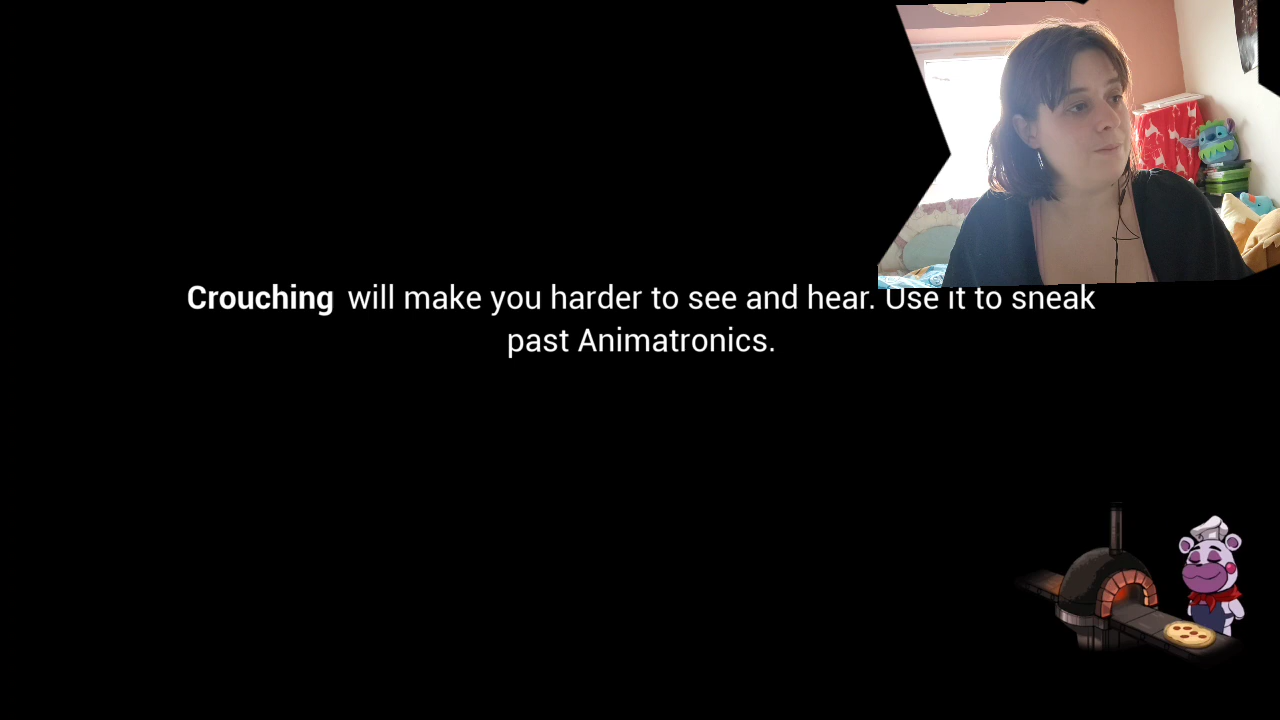 Crouching will make you harder to see and hear. Use it to sneak
past Animatronics.